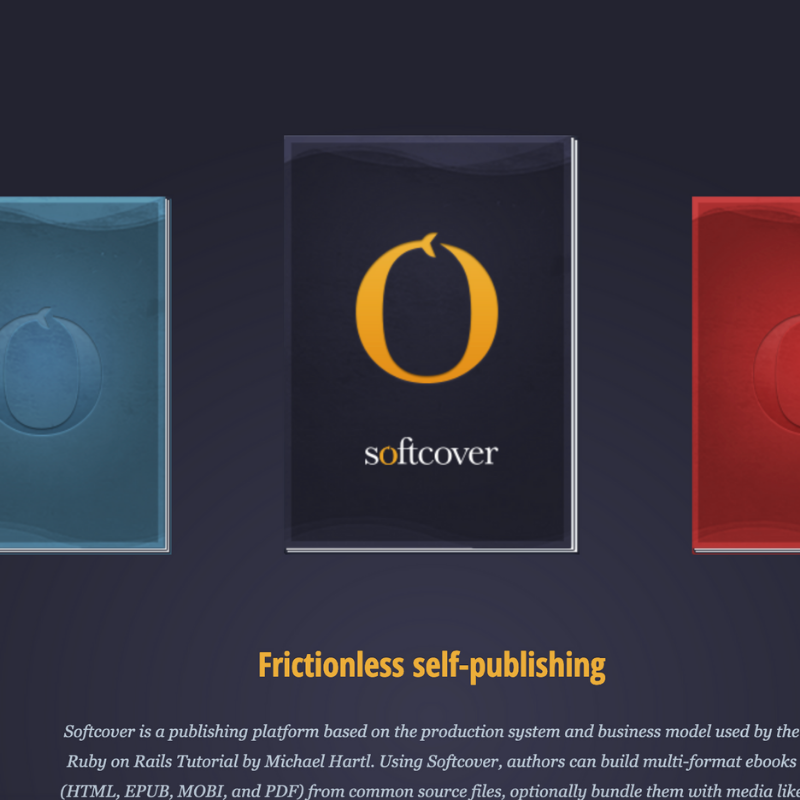 softcover
Frictionless self-publishing
Softcover is a publishing platform based on the production system and business model used by the
Ruby on Rails Tutorial by Michael Hartl. Using Softcover, authors can build multi-format ebooks
(HTML, EPUB, MOBI, and PDF) from common source files, optionally bundle them with media like